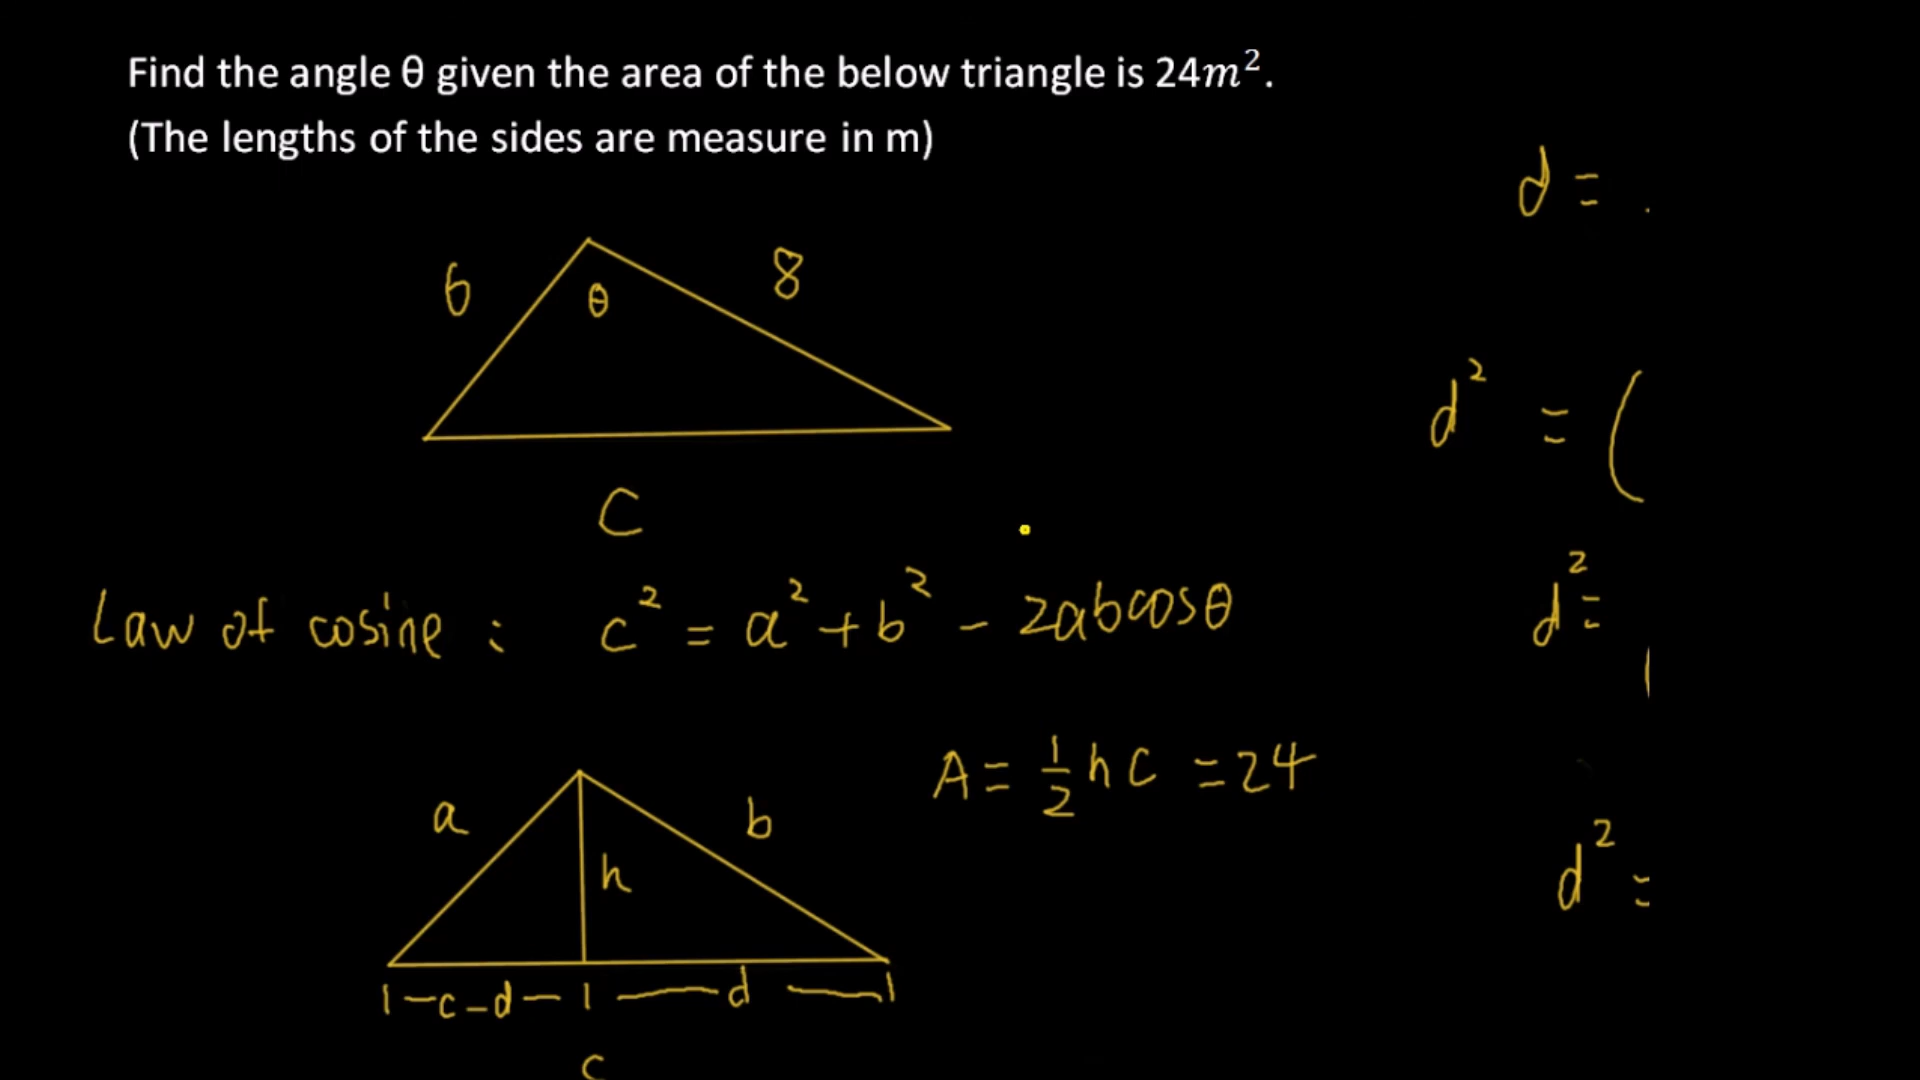 Find the angle θ given the area of the below triangle is 24m².
(The lengths of the sides are measure in m)
d = .
6
θ
8
d² = (
C
d² =
Law of cosine : c² = a² + b² - 2abcosθ
A = 1/2 h C = 24
a
b
h
d² =
c - d
d
c